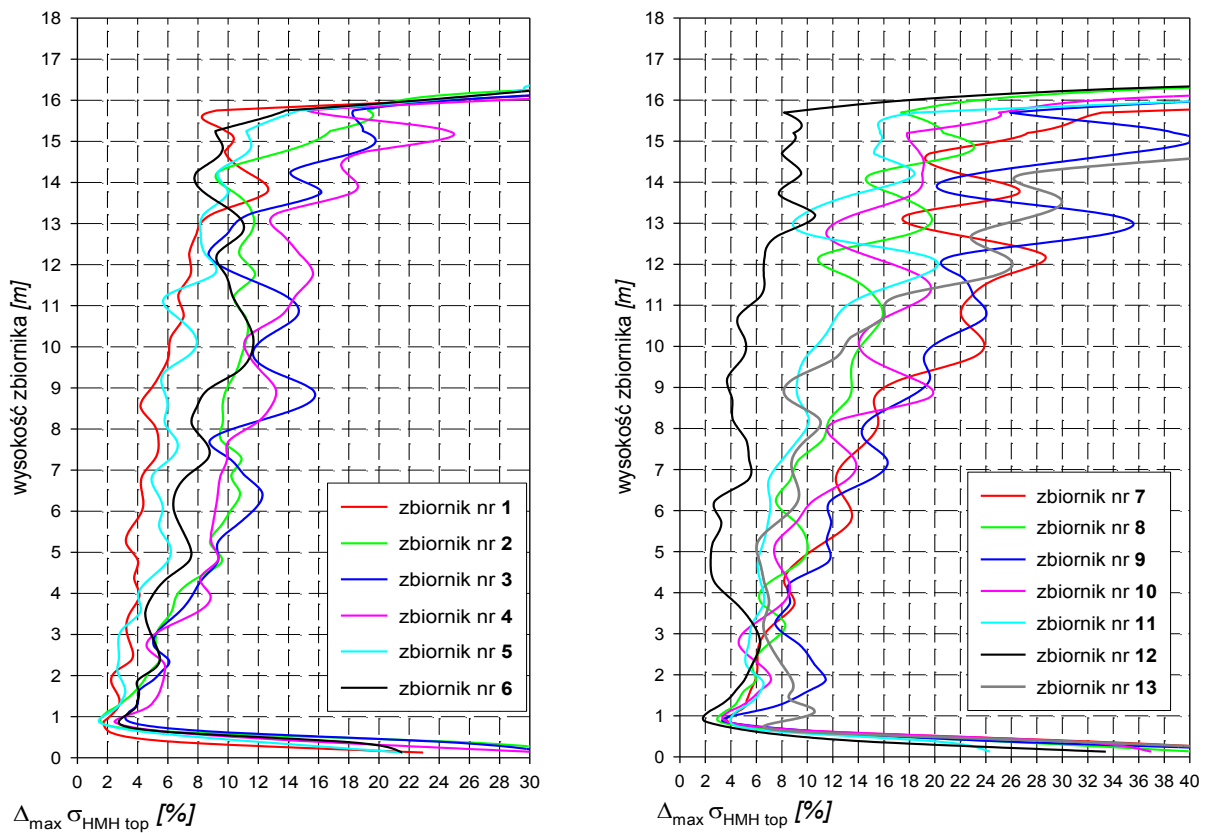 18
17
16
15
14
13
12
11
10
9
8
7
6
5
4
3
2
1
0
wysokość zbiornika [m]
0 2 4 6 8 10 12 14 16 18 20 22 24 26 28 30
Δmax σHMH top [%]
zbiornik nr 1
zbiornik nr 2
zbiornik nr 3
zbiornik nr 4
zbiornik nr 5
zbiornik nr 6
18
17
16
15
14
13
12
11
10
9
8
7
6
5
4
3
2
1
0
wysokość zbiornika [m]
0 2 4 6 8 10 12 14 16 18 20 22 24 26 28 30 32 34 36 38 40
Δmax σHMH top [%]
zbiornik nr 7
zbiornik nr 8
zbiornik nr 9
zbiornik nr 10
zbiornik nr 11
zbiornik nr 12
zbiornik nr 13